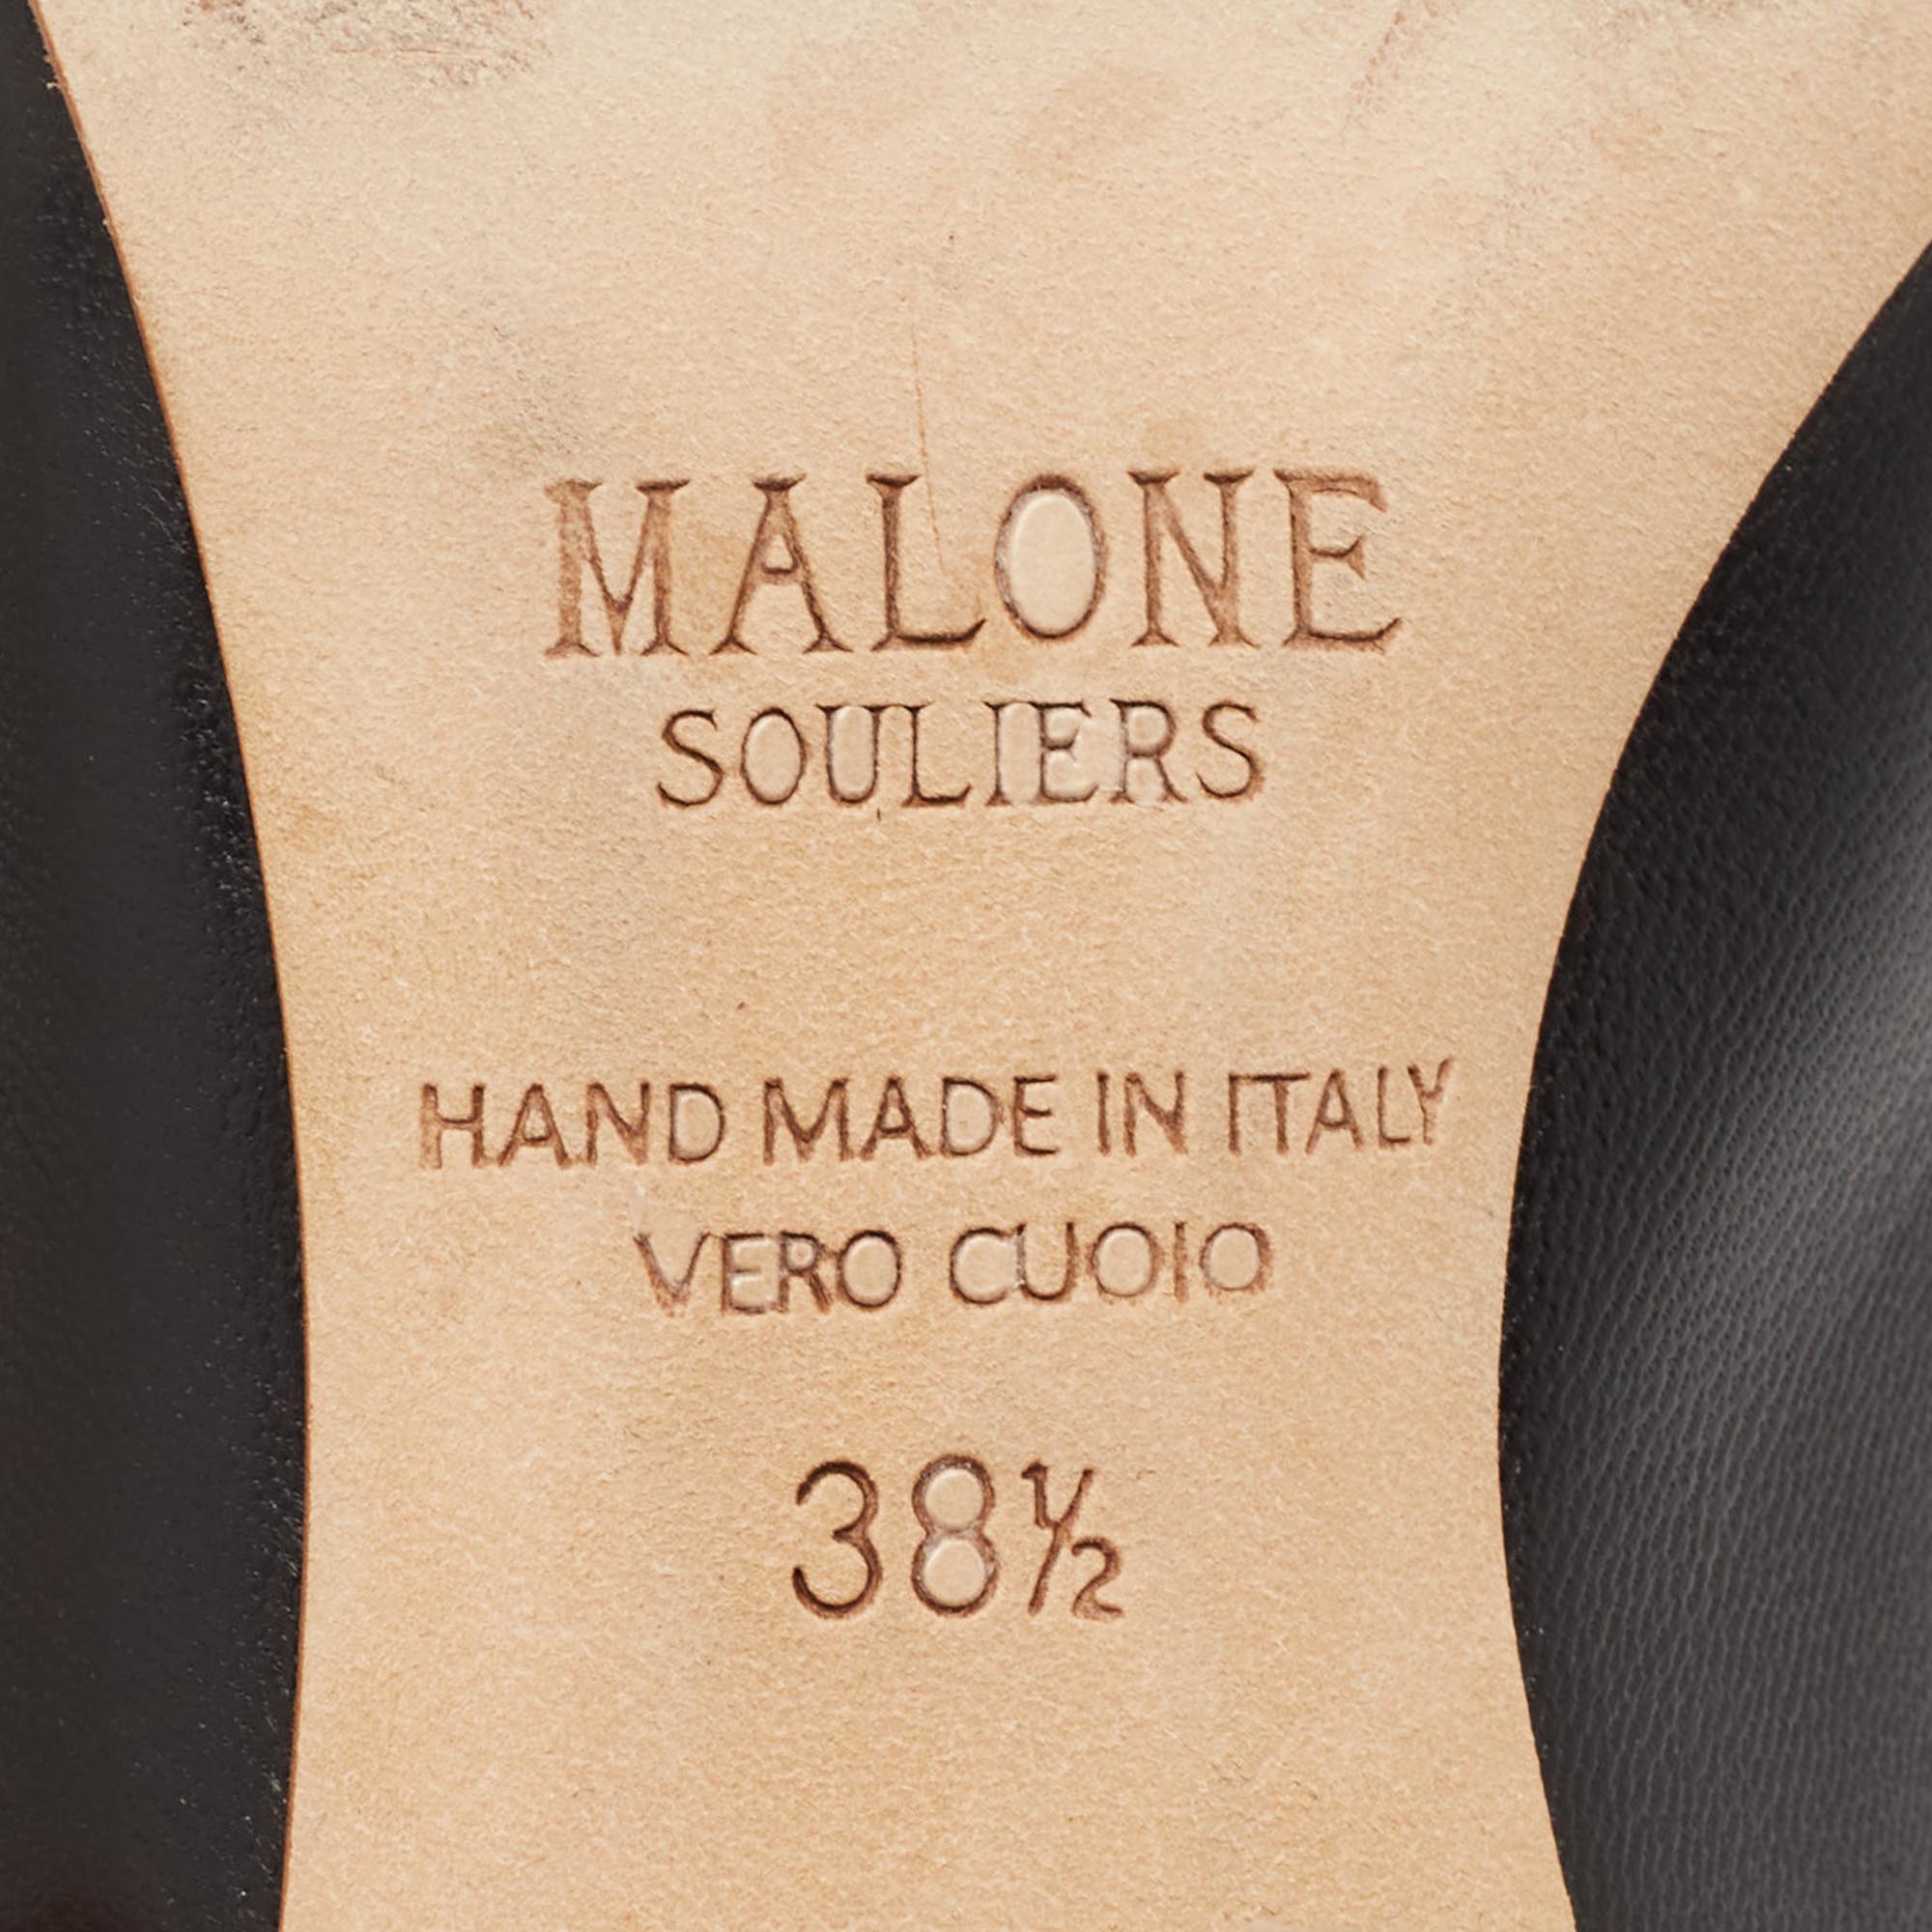 MALONE
SOULIERS
HAND MADE IN ITALY
VERO CUOIO
38½